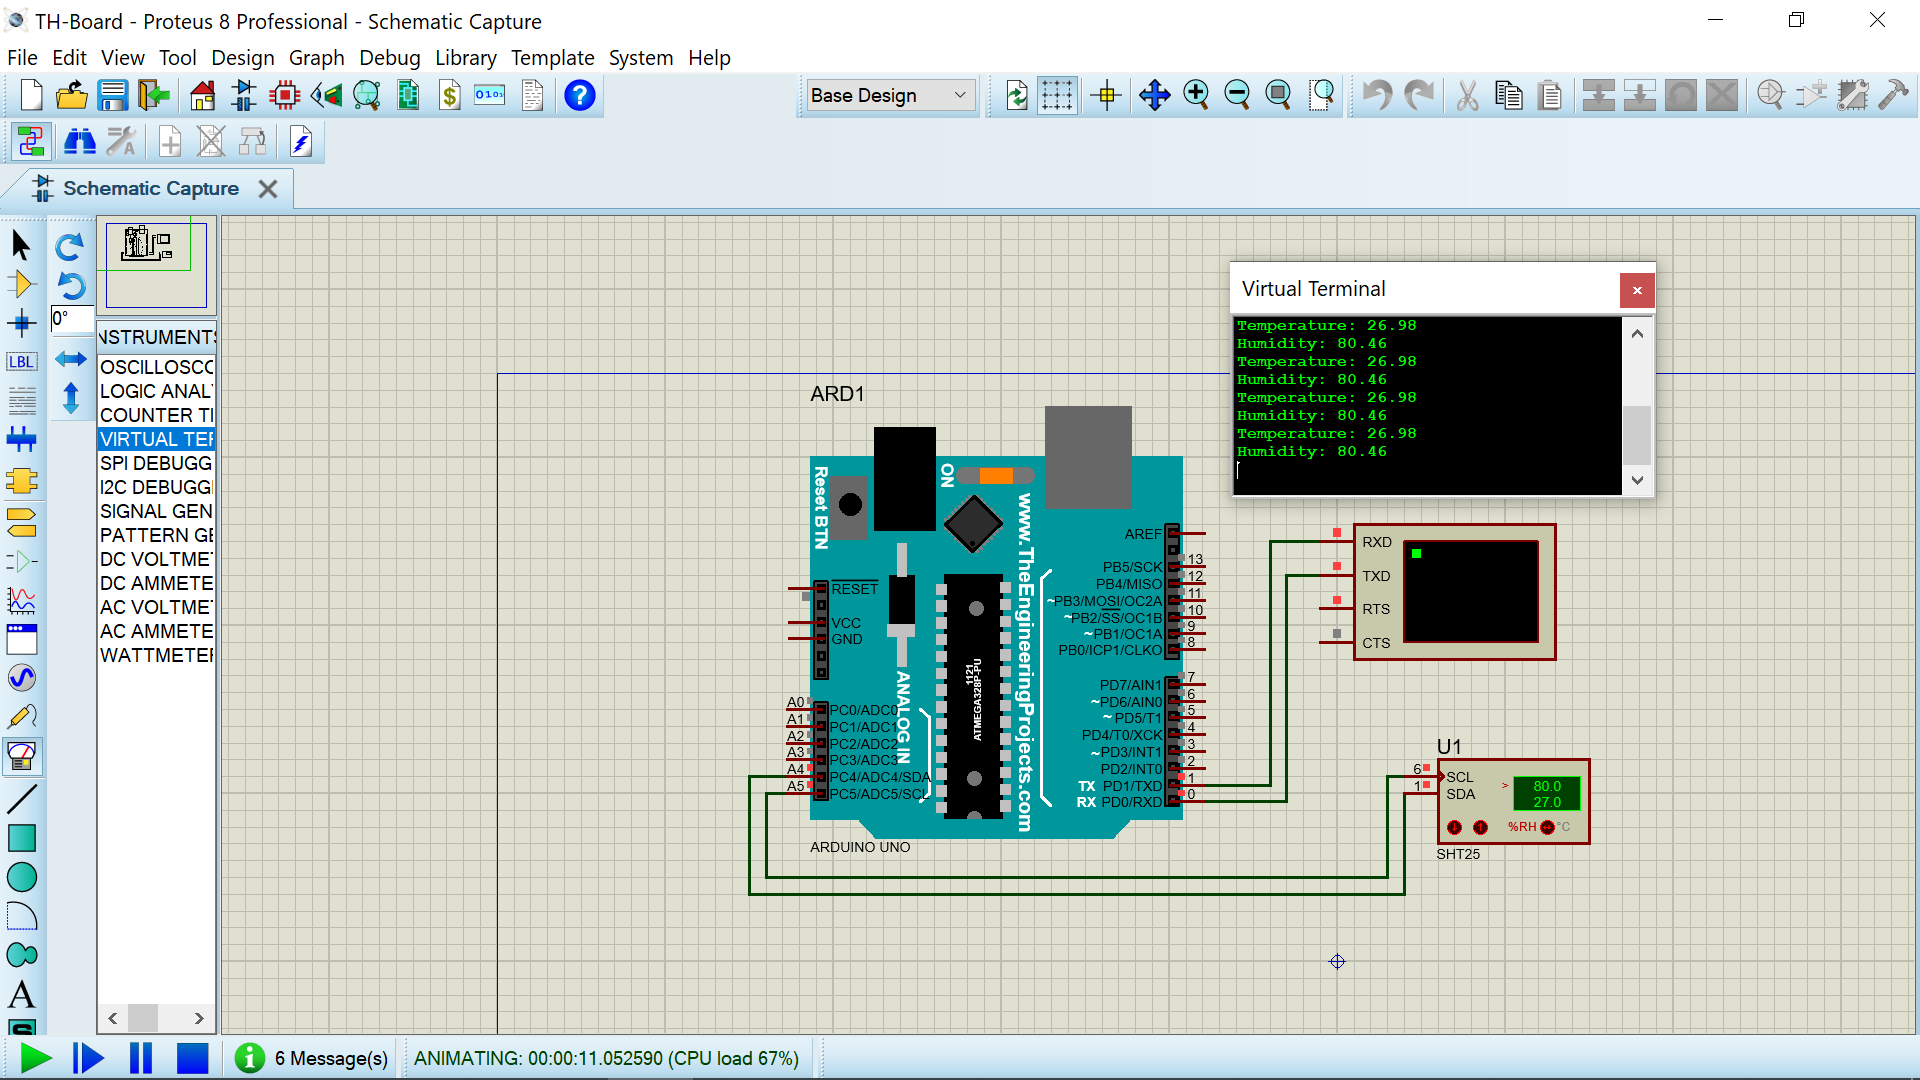 TH-Board - Proteus 8 Professional - Schematic Capture
File Edit View Tool Design Graph Debug Library Template System Help
Base Design
Schematic Capture
0°
LBL
NSTRUMENTS
OSCILLOSCO
LOGIC ANAL
COUNTER TI
VIRTUAL TER
SPI DEBUGG
I2C DEBUGGI
SIGNAL GEN
PATTERN GE
DC VOLTMET
DC AMMETE
AC VOLTMET
AC AMMETE
WATTMETER
Virtual Terminal
Temperature: 26.98
Humidity: 80.46
Temperature: 26.98
Humidity: 80.46
Temperature: 26.98
Humidity: 80.46
Temperature: 26.98
Humidity: 80.46
ARD1
Reset BTN
ON
www.TheEngineeringProjects.com
ANALOG IN
1121
ATMEGA328P-PU
RESET
VCC
GND
A0 PC0/ADC0
A1 PC1/ADC1
A2 PC2/ADC2
A3 PC3/ADC3
A4 PC4/ADC4/SDA
A5 PC5/ADC5/SCL
AREF
PB5/SCK 13
PB4/MISO 12
~PB3/MOSI/OC2A 11
~PB2/SS/OC1B 10
~PB1/OC1A 9
PB0/ICP1/CLKO 8
PD7/AIN1 7
~PD6/AIN0 6
~PD5/T1 5
PD4/T0/XCK 4
~PD3/INT1 3
PD2/INT0 2
TX PD1/TXD 1
RX PD0/RXD 0
ARDUINO UNO
RXD
TXD
RTS
CTS
U1
6 SCL
1 SDA
>
80.0
27.0
%RH °C
SHT25
6 Message(s)
ANIMATING: 00:00:11.052590 (CPU load 67%)